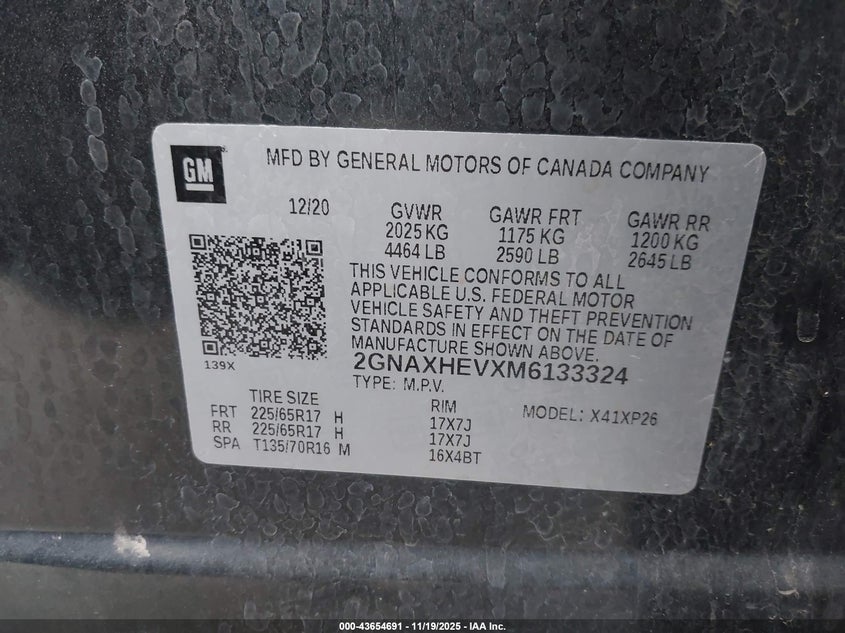 GM
MFD BY GENERAL MOTORS OF CANADA COMPANY
12/20 GVWR GAWR FRT GAWR RR
2025 KG 1175 KG 1200 KG
4464 LB 2590 LB 2645 LB
THIS VEHICLE CONFORMS TO ALL
APPLICABLE U.S. FEDERAL MOTOR
VEHICLE SAFETY AND THEFT PREVENTION
STANDARDS IN EFFECT ON THE DATE OF
MANUFACTURE SHOWN ABOVE.
139X
2GNAXHEVXM6133324
TYPE: M.P.V.
TIRE SIZE RIM MODEL: X41XP26
FRT 225/65R17 H 17X7J
RR 225/65R17 H 17X7J
SPA T135/70R16 M 16X4BT
000-43654691 - 11/19/2025 - IAA Inc.